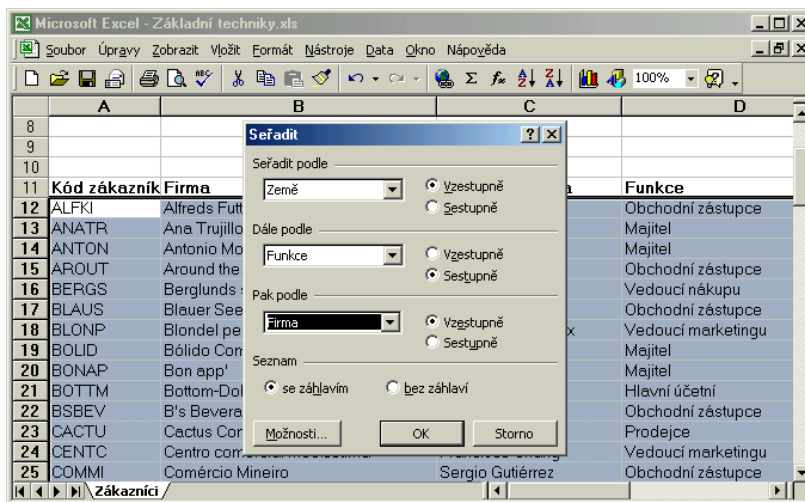 Microsoft Excel - Základní techniky.xls
Soubor Úpravy Zobrazit Vložit Formát Nástroje Data Okno Nápověda
100%
A B C D
8
9
10
11 Kód zákazník Firma a Funkce
12 ALFKI Alfreds Futt Obchodní zástupce
13 ANATR Ana Trujillo Majitel
14 ANTON Antonio Mo Majitel
15 AROUT Around the Obchodní zástupce
16 BERGS Berglunds Vedoucí nákupu
17 BLAUS Blauer See Obchodní zástupce
18 BLONP Blondel pe x Vedoucí marketingu
19 BOLID Bólido Com Majitel
20 BONAP Bon app' Majitel
21 BOTTM Bottom-Dol Hlavní účetní
22 BSBEV B's Bevera Obchodní zástupce
23 CACTU Cactus Cor Prodejce
24 CENTC Centro Vedoucí marketingu
25 COMMI Comércio Mineiro Sergio Gutiérrez Obchodní zástupce
Zákazníci
Seřadit
Seřadit podle
Země
Vzestupně
Sestupně
Dále podle
Funkce
Vzestupně
Sestupně
Pak podle
Firma
Vzestupně
Sestupně
Seznam
se záhlavím bez záhlaví
Možnosti... OK Storno